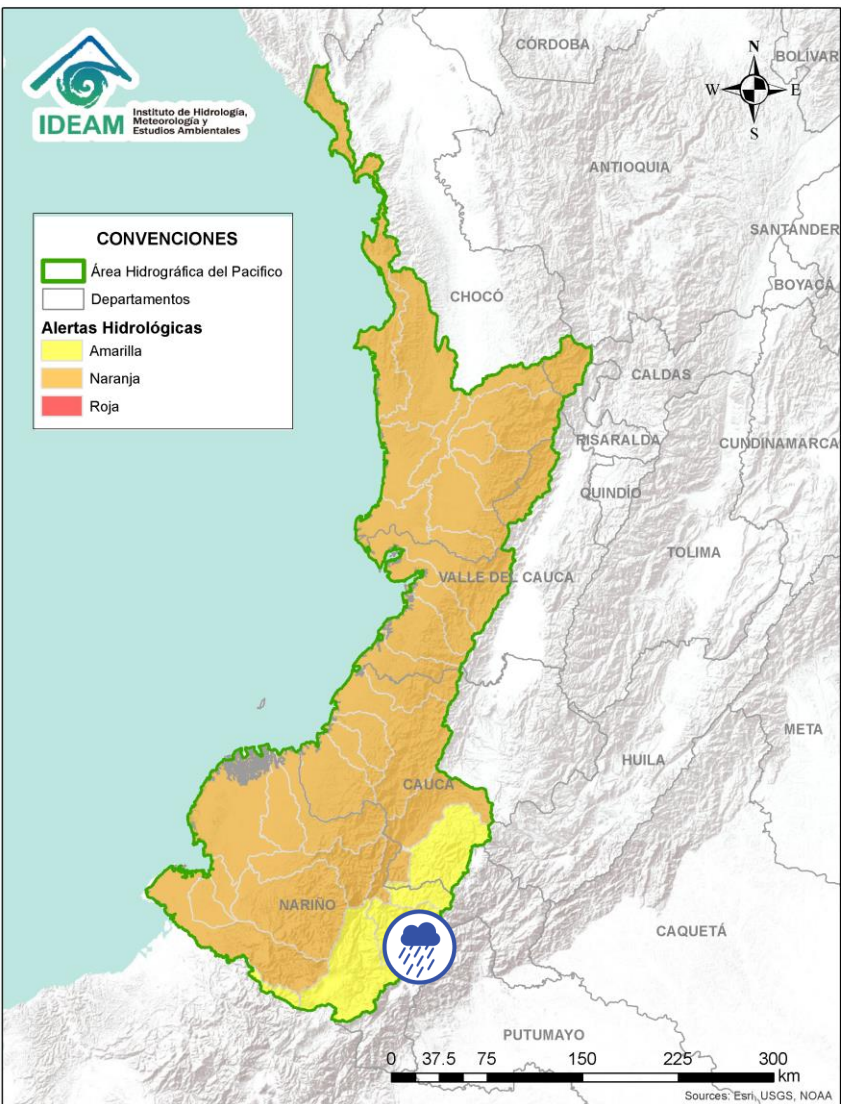 IDEAM
Instituto de Hidrología,
Meteorología y
Estudios Ambientales
CONVENCIONES
Área Hidrográfica del Pacifico
Departamentos
Alertas Hidrológicas
Amarilla
Naranja
Roja
N
W E
S
CÓRDOBA
BOLÍVAR
ANTIOQUIA
SANTANDER
BOYACÁ
CHOCÓ
CALDAS
RISARALDA
CUNDINAMARCA
QUINDÍO
TOLIMA
VALLE DEL CAUCA
META
HUILA
CAUCA
NARIÑO
CAQUETÁ
PUTUMAYO
0 37.5 75 150 225 300
km
Sources: Esri, USGS, NOAA